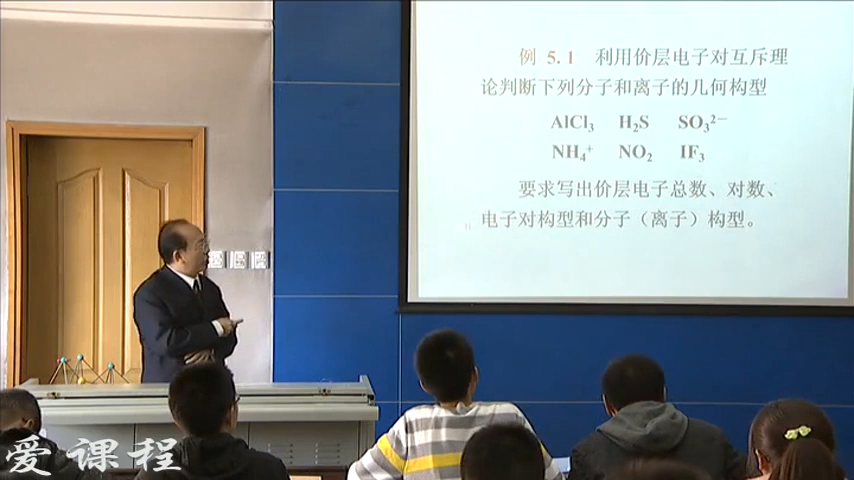 例 5.1 利用价层电子对互斥理
论判断下列分子和离子的几何构型
AlCl₃ H₂S SO₃²⁻
NH₄⁺ NO₂ IF₃
要求写出价层电子总数、对数、
电子对构型和分子（离子）构型。
爱课程